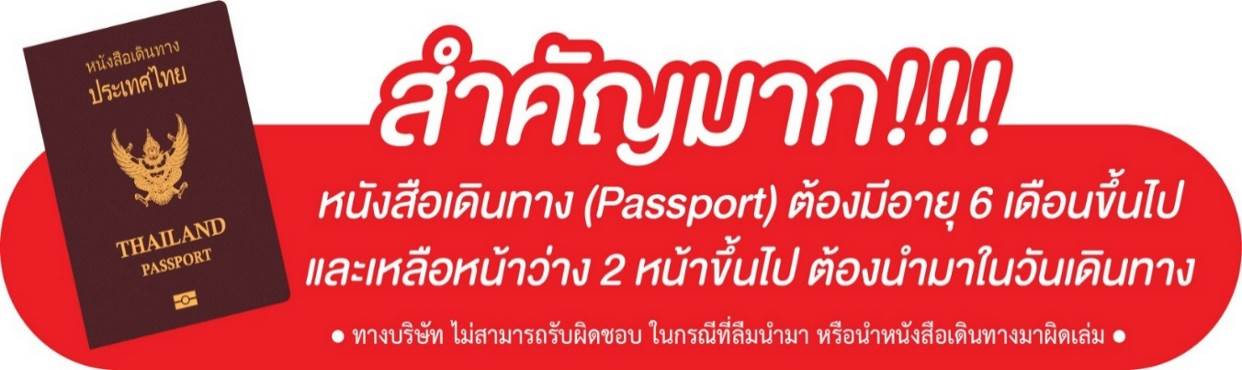 หนังสือเดินทาง
ประเทศไทย
THAILAND
PASSPORT
สำคัญมาก!!!
หนังสือเดินทาง (Passport) ต้องมีอายุ 6 เดือนขึ้นไป
และเหลือหน้าว่าง 2 หน้าขึ้นไป ต้องนำมาในวันเดินทาง
• ทางบริษัท ไม่สามารถรับผิดชอบ ในกรณีที่ลืมนำมา หรือนำหนังสือเดินทางมาผิดเล่ม •